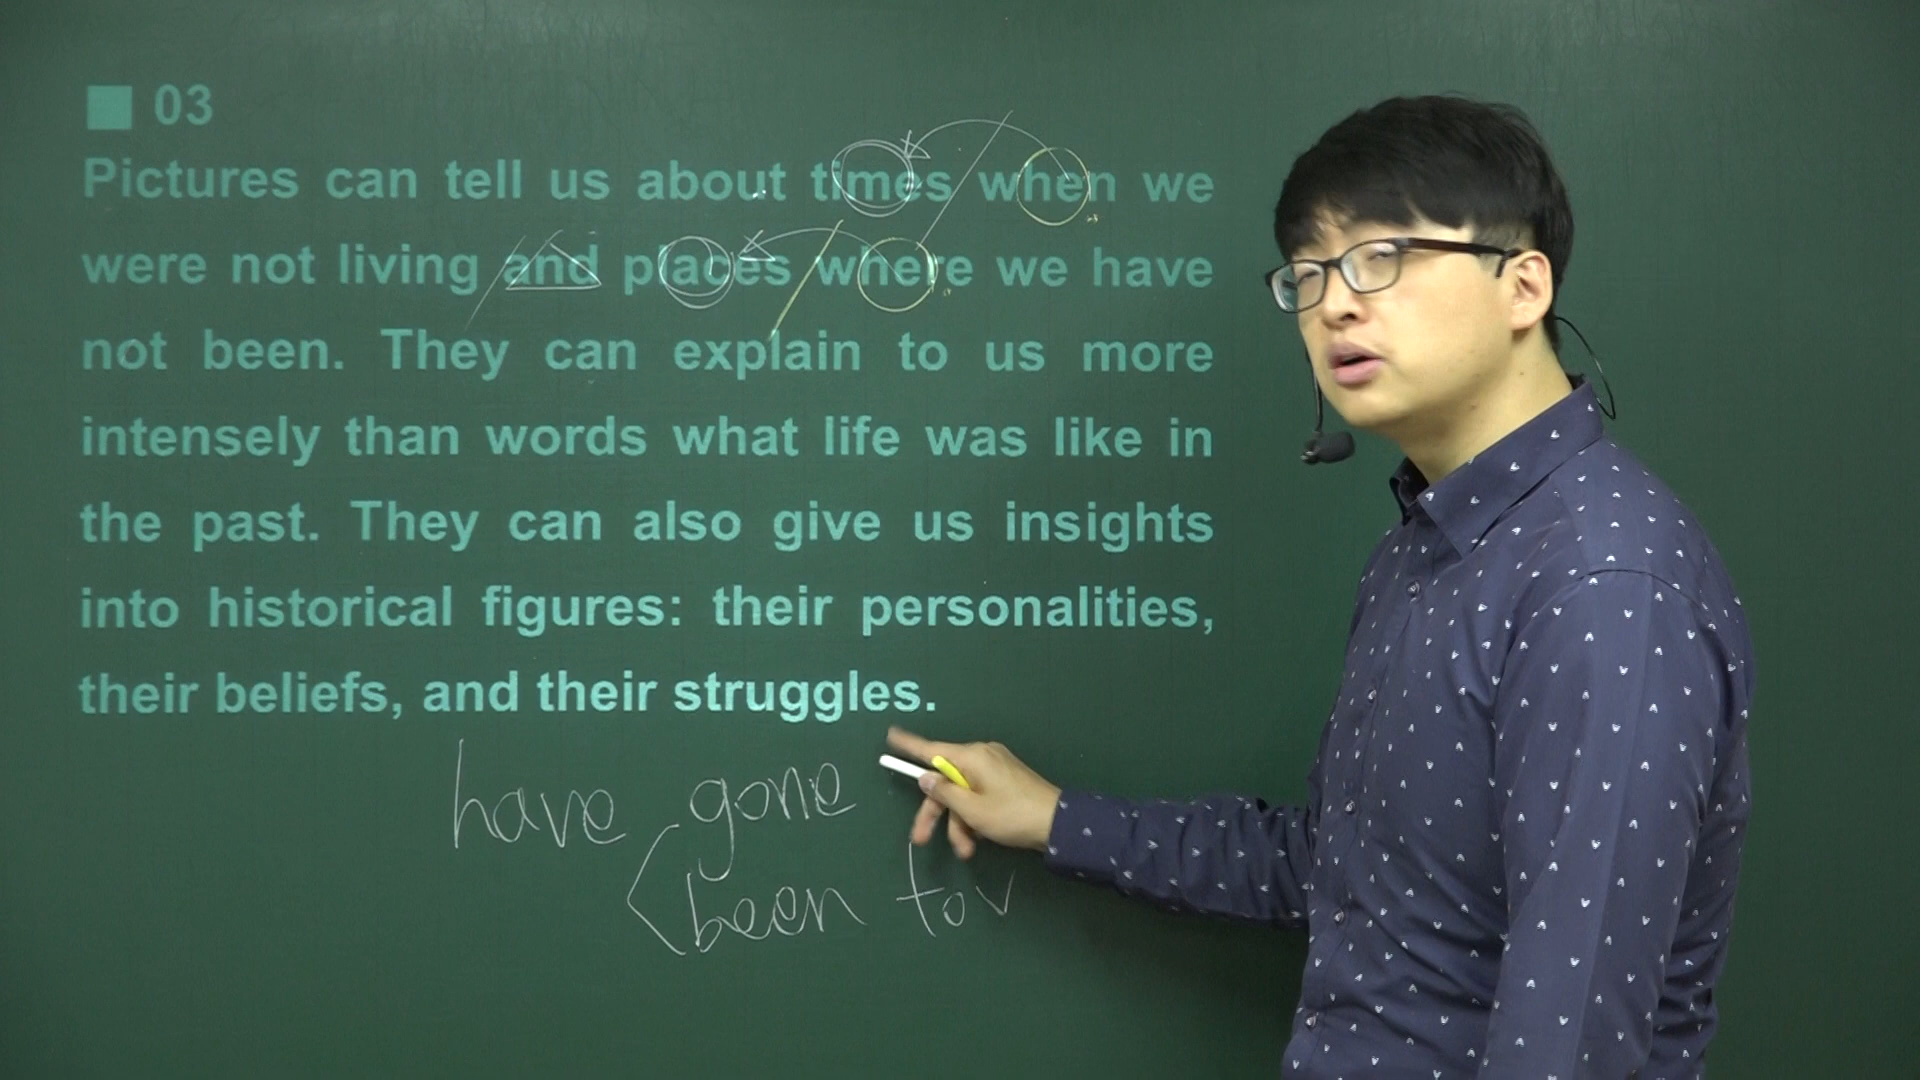 03
Pictures can tell us about times when we
were not living and places where we have
not been. They can explain to us more
intensely than words what life was like in
the past. They can also give us insights
into historical figures: their personalities,
their beliefs, and their struggles.
have gone
been to